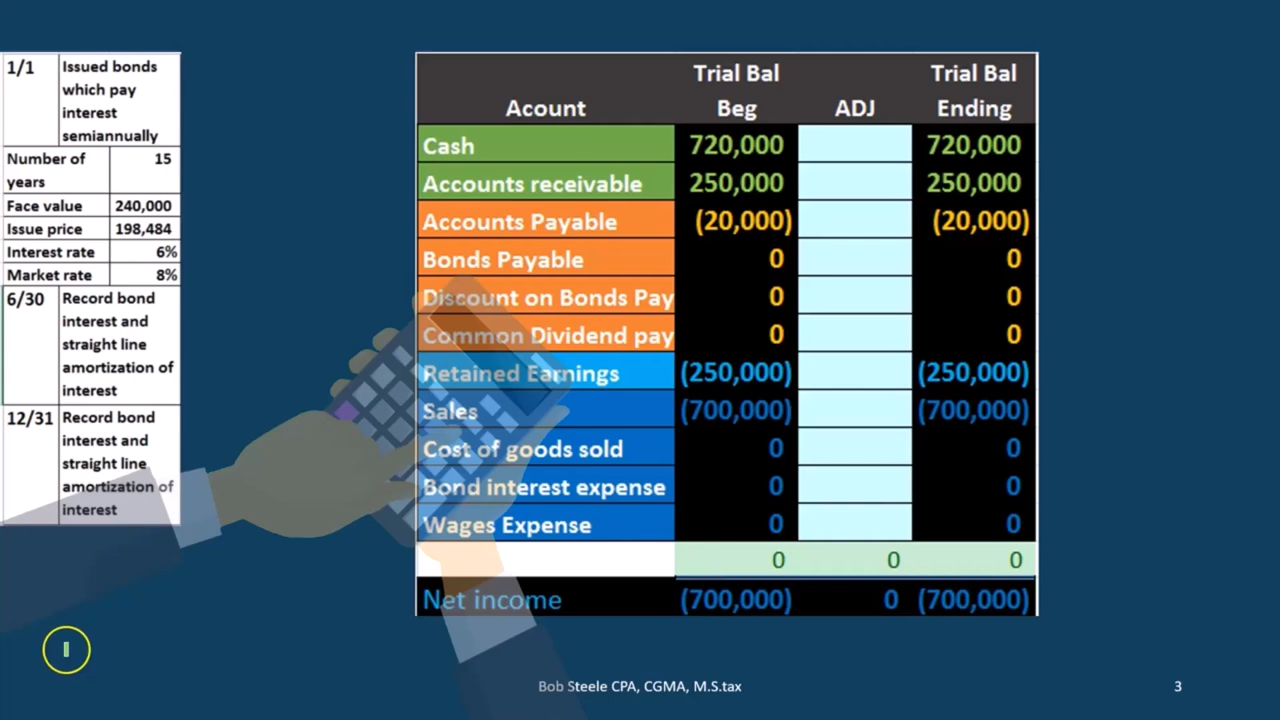 1/1 Issued bonds
which pay
interest
semiannually
Number of 15
years
Face value 240,000
Issue price 198,484
Interest rate 6%
Market rate 8%
6/30 Record bond
interest and
straight line
amortization of
interest
12/31 Record bond
interest and
straight line
amortization of
interest
Trial Bal Trial Bal
Acount Beg ADJ Ending
Cash 720,000 720,000
Accounts receivable 250,000 250,000
Accounts Payable (20,000) (20,000)
Bonds Payable 0 0
Discount on Bonds Pay 0 0
Common Dividend pay 0 0
Retained Earnings (250,000) (250,000)
Sales (700,000) (700,000)
Cost of goods sold 0 0
Bond interest expense 0 0
Wages Expense 0 0
0 0 0
Net income (700,000) 0 (700,000)
Bob Steele CPA, CGMA, M.S.tax 3